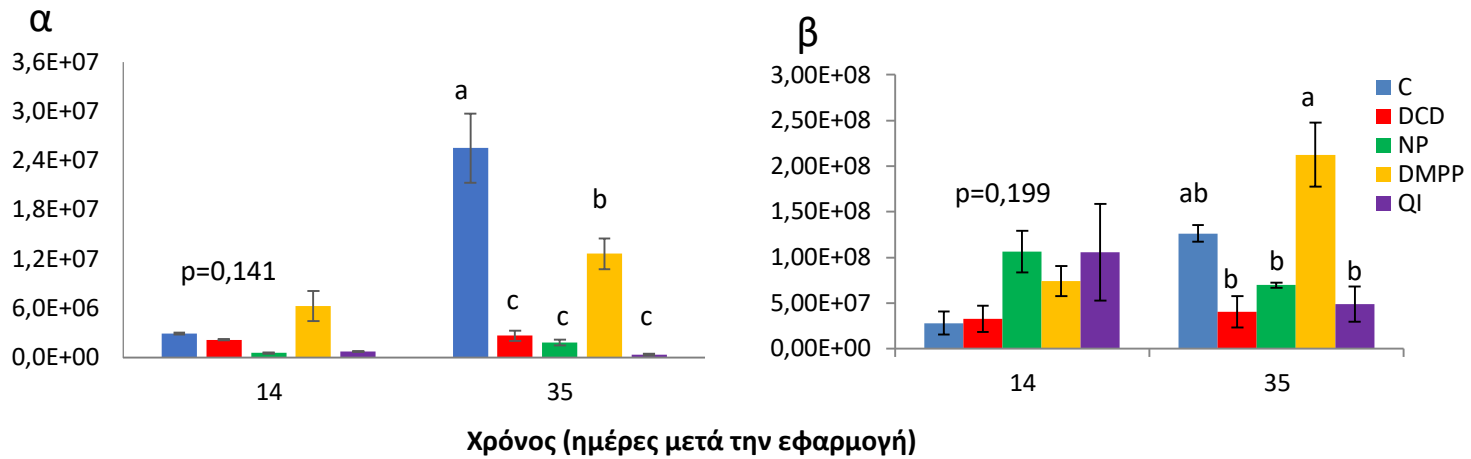 α
3,6E+07
3,0E+07
2,4E+07
1,8E+07
1,2E+07
6,0E+06
0,0E+00
p=0,141
a
c
c
b
c
14
35
β
3,00E+08
2,50E+08
2,00E+08
1,50E+08
1,00E+08
5,00E+07
0,00E+00
p=0,199
ab
b
b
a
b
14
35
C
DCD
NP
DMPP
QI
Χρόνος (ημέρες μετά την εφαρμογή)